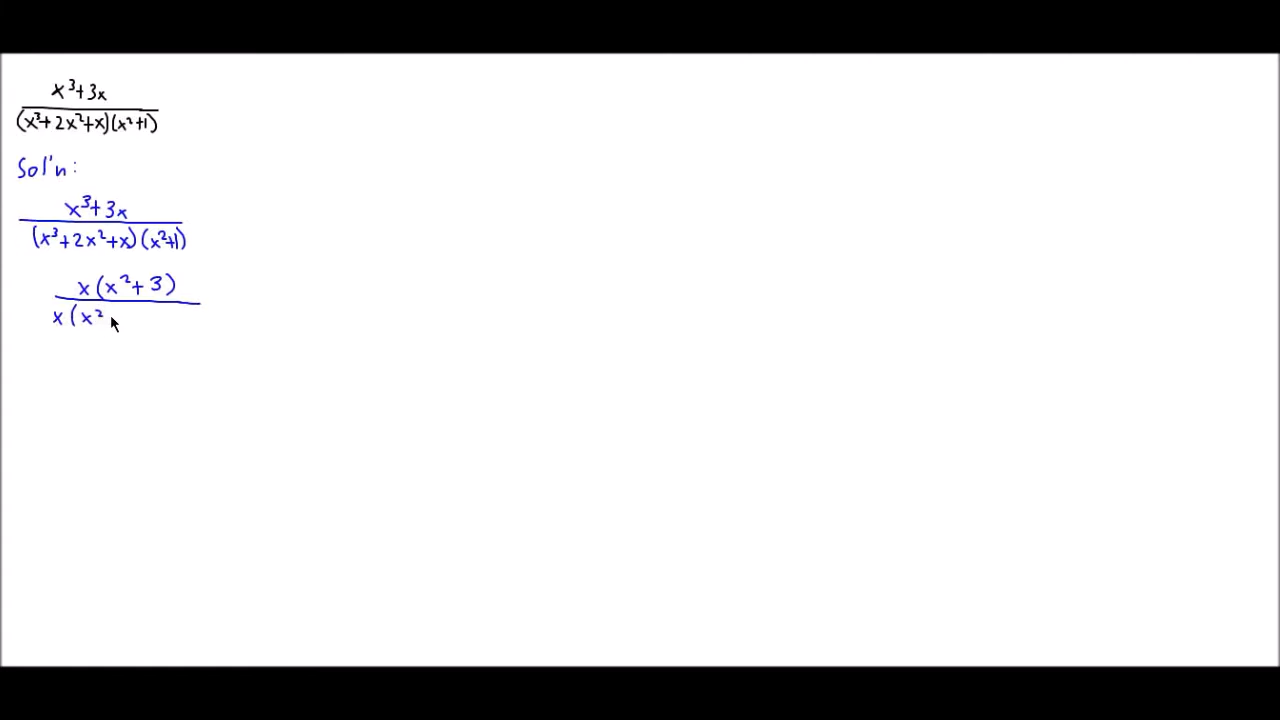 x³+3x
(x³+2x²+x)(x²+1)
Sol'n:
x³+3x
(x³+2x²+x)(x²+1)
x(x²+3)
x(x²